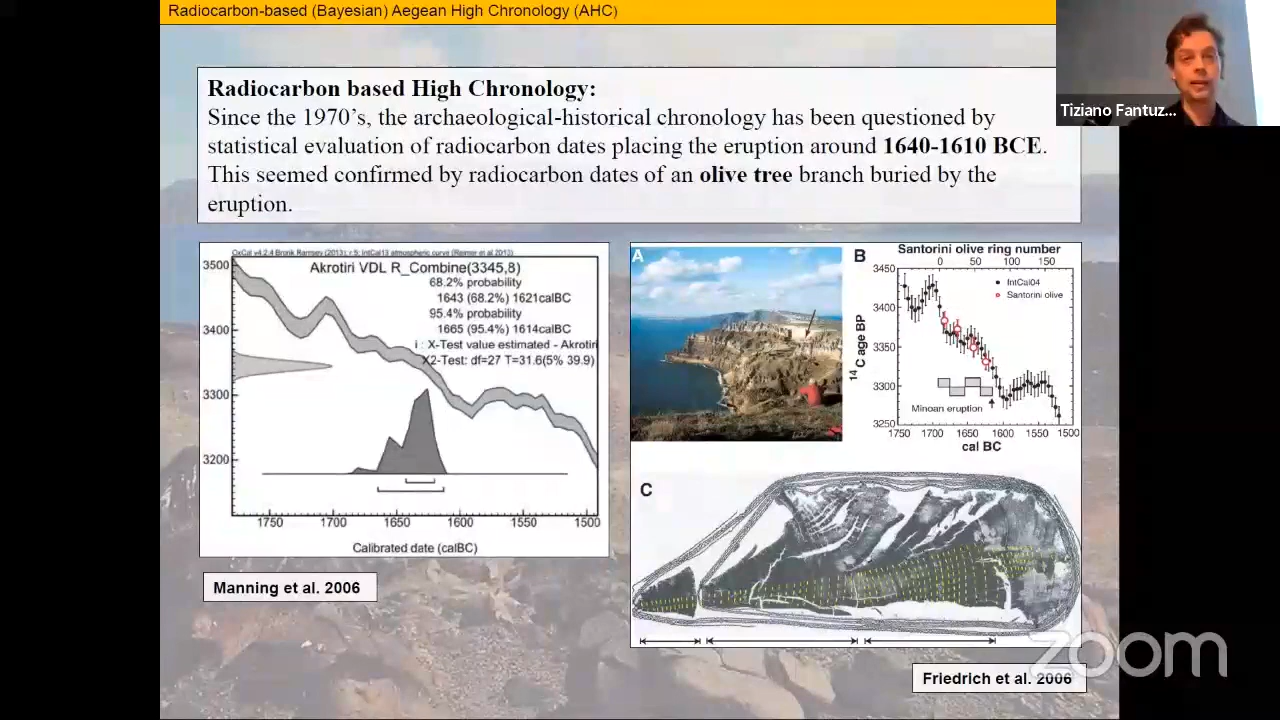 Radiocarbon-based (Bayesian) Aegean High Chronology (AHC)
Radiocarbon based High Chronology:
Since the 1970’s, the archaeological-historical chronology has been questioned by
statistical evaluation of radiocarbon dates placing the eruption around 1640-1610 BCE.
This seemed confirmed by radiocarbon dates of an olive tree branch buried by the
eruption.
Tiziano Fantuz...
OxCal v4.2.4 Bronk Ramsey (2013); r:5; IntCal13 atmospheric curve (Reimer et al 2013)
Akrotiri VDL R_Combine(3345,8)
68.2% probability
1643 (68.2%) 1621calBC
95.4% probability
1665 (95.4%) 1614calBC
i : X-Test value estimated - Akrotiri
X2-Test: df=27 T=31.6(5% 39.9)
3500
3400
3300
3200
1750 1700 1650 1600 1550 1500
Calibrated date (calBC)
Manning et al. 2006
A
B
Santorini olive ring number
0 50 100 150
IntCal04
Santorini olive
3450
3400
3350
3300
3250
14C age BP
Minoan eruption
1750 1700 1650 1600 1550 1500
cal BC
C
Friedrich et al. 2006
zoom